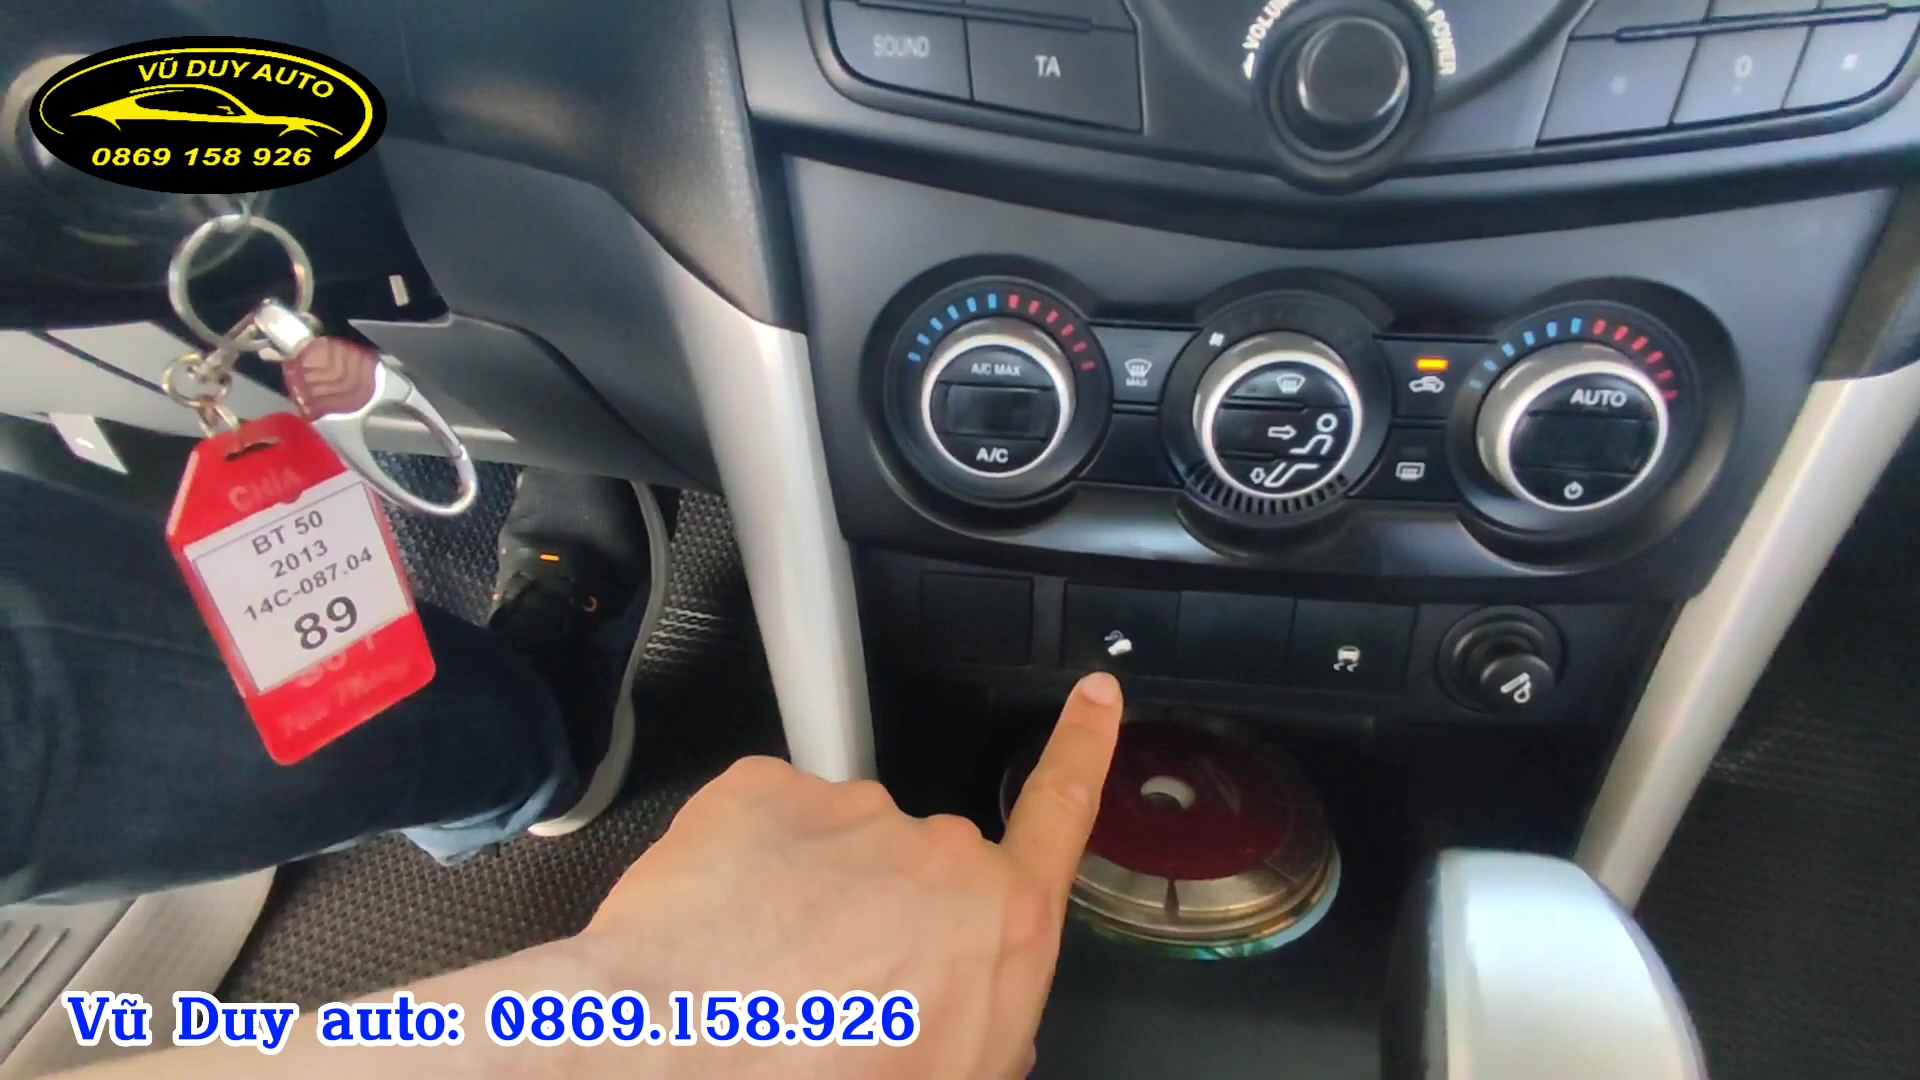 VŨ DUY AUTO
0869 158 926
SOUND
TA
VOLUME
POWER
A/C MAX
A/C
MAX
AUTO
BT 50
2013
14C-087.04
89
Vũ Duy auto: 0869.158.926